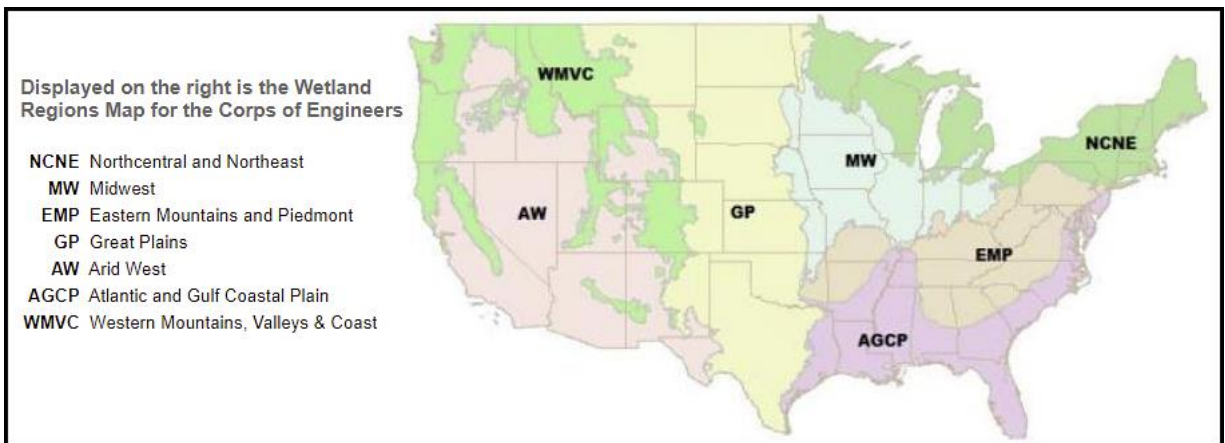 Displayed on the right is the Wetland
Regions Map for the Corps of Engineers
NCNE Northcentral and Northeast
MW Midwest
EMP Eastern Mountains and Piedmont
GP Great Plains
AW Arid West
AGCP Atlantic and Gulf Coastal Plain
WMVC Western Mountains, Valleys & Coast
WMVC
NCNE
MW
AW
GP
EMP
AGCP